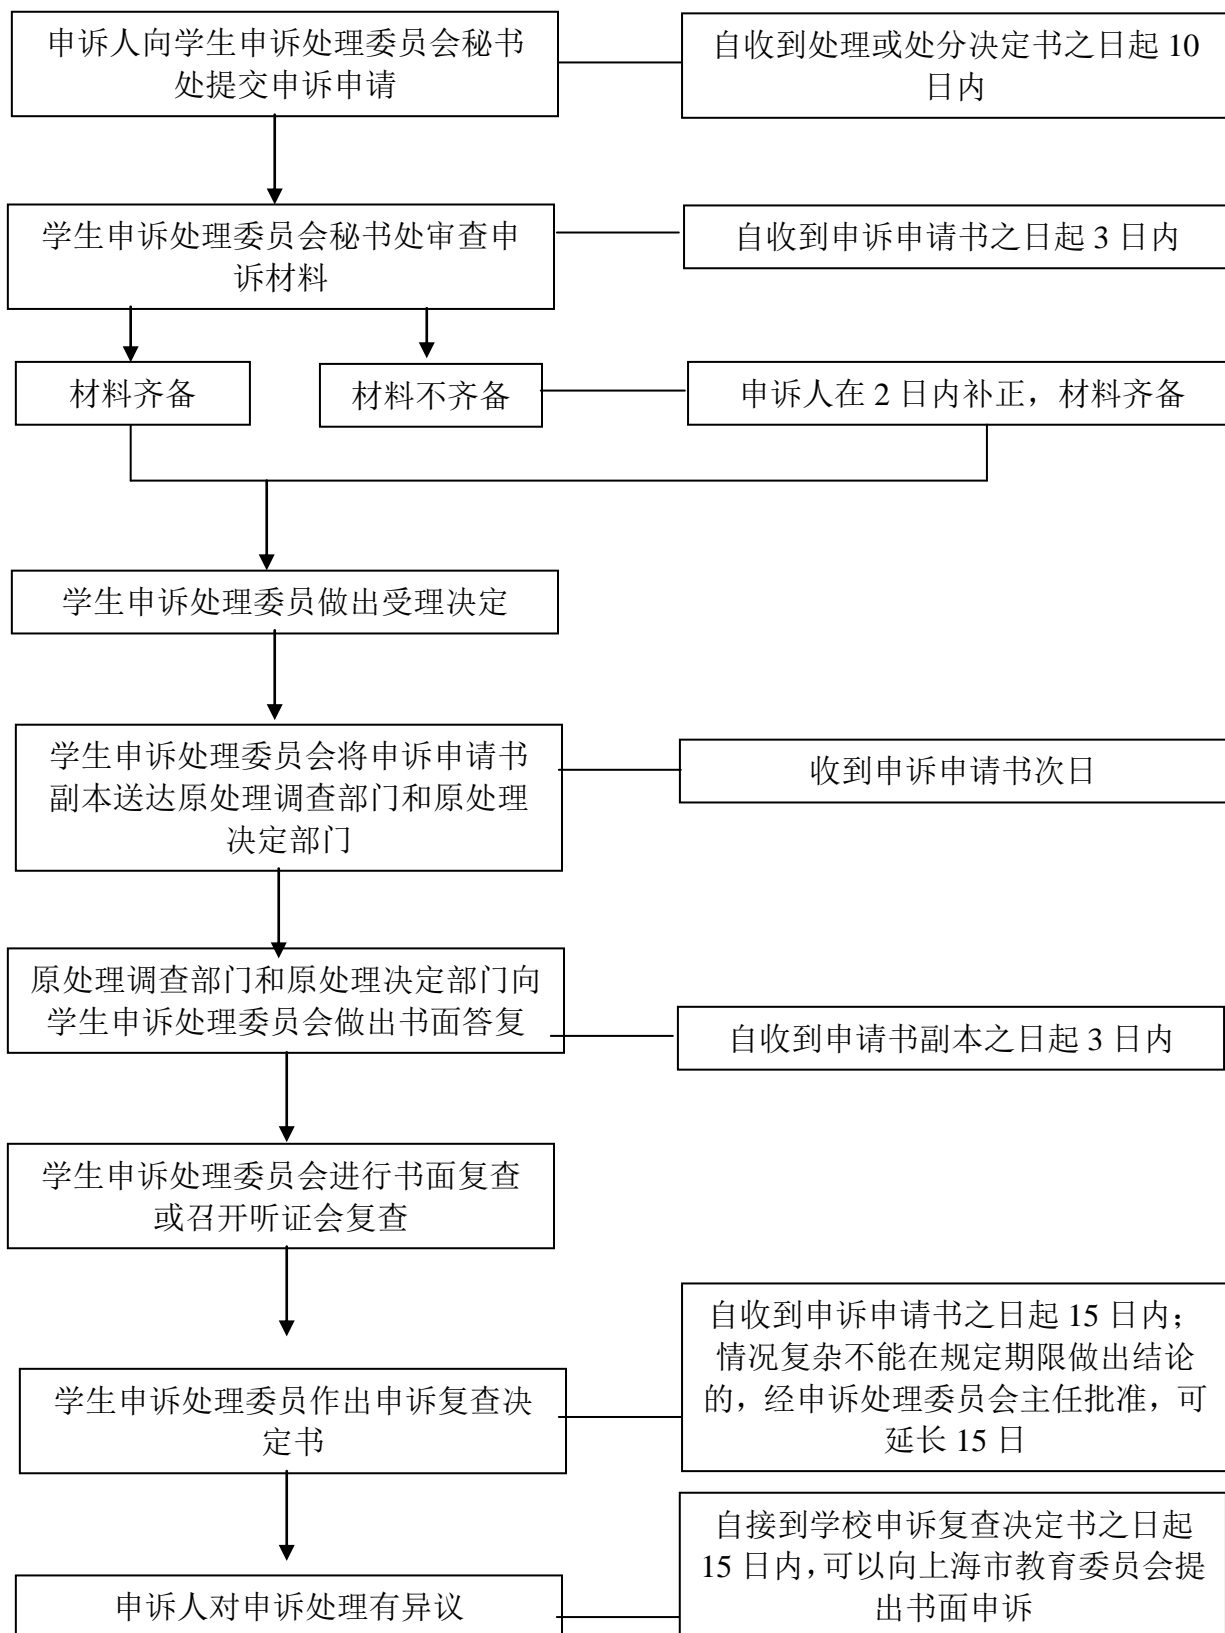 申诉人向学生申诉处理委员会秘书
处提交申诉申请
自收到处理或处分决定书之日起 10
日内
学生申诉处理委员会秘书处审查申
诉材料
自收到申诉申请书之日起 3 日内
材料齐备
材料不齐备
申诉人在 2 日内补正，材料齐备
学生申诉处理委员做出受理决定
学生申诉处理委员会将申诉申请书
副本送达原处理调查部门和原处理
决定部门
收到申诉申请书次日
原处理调查部门和原处理决定部门向
学生申诉处理委员会做出书面答复
自收到申请书副本之日起 3 日内
学生申诉处理委员会进行书面复查
或召开听证会复查
自收到申诉申请书之日起 15 日内；
情况复杂不能在规定期限做出结论
的，经申诉处理委员会主任批准，可
延长 15 日
学生申诉处理委员作出申诉复查决
定书
自接到学校申诉复查决定书之日起
15 日内，可以向上海市教育委员会提
出书面申诉
申诉人对申诉处理有异议